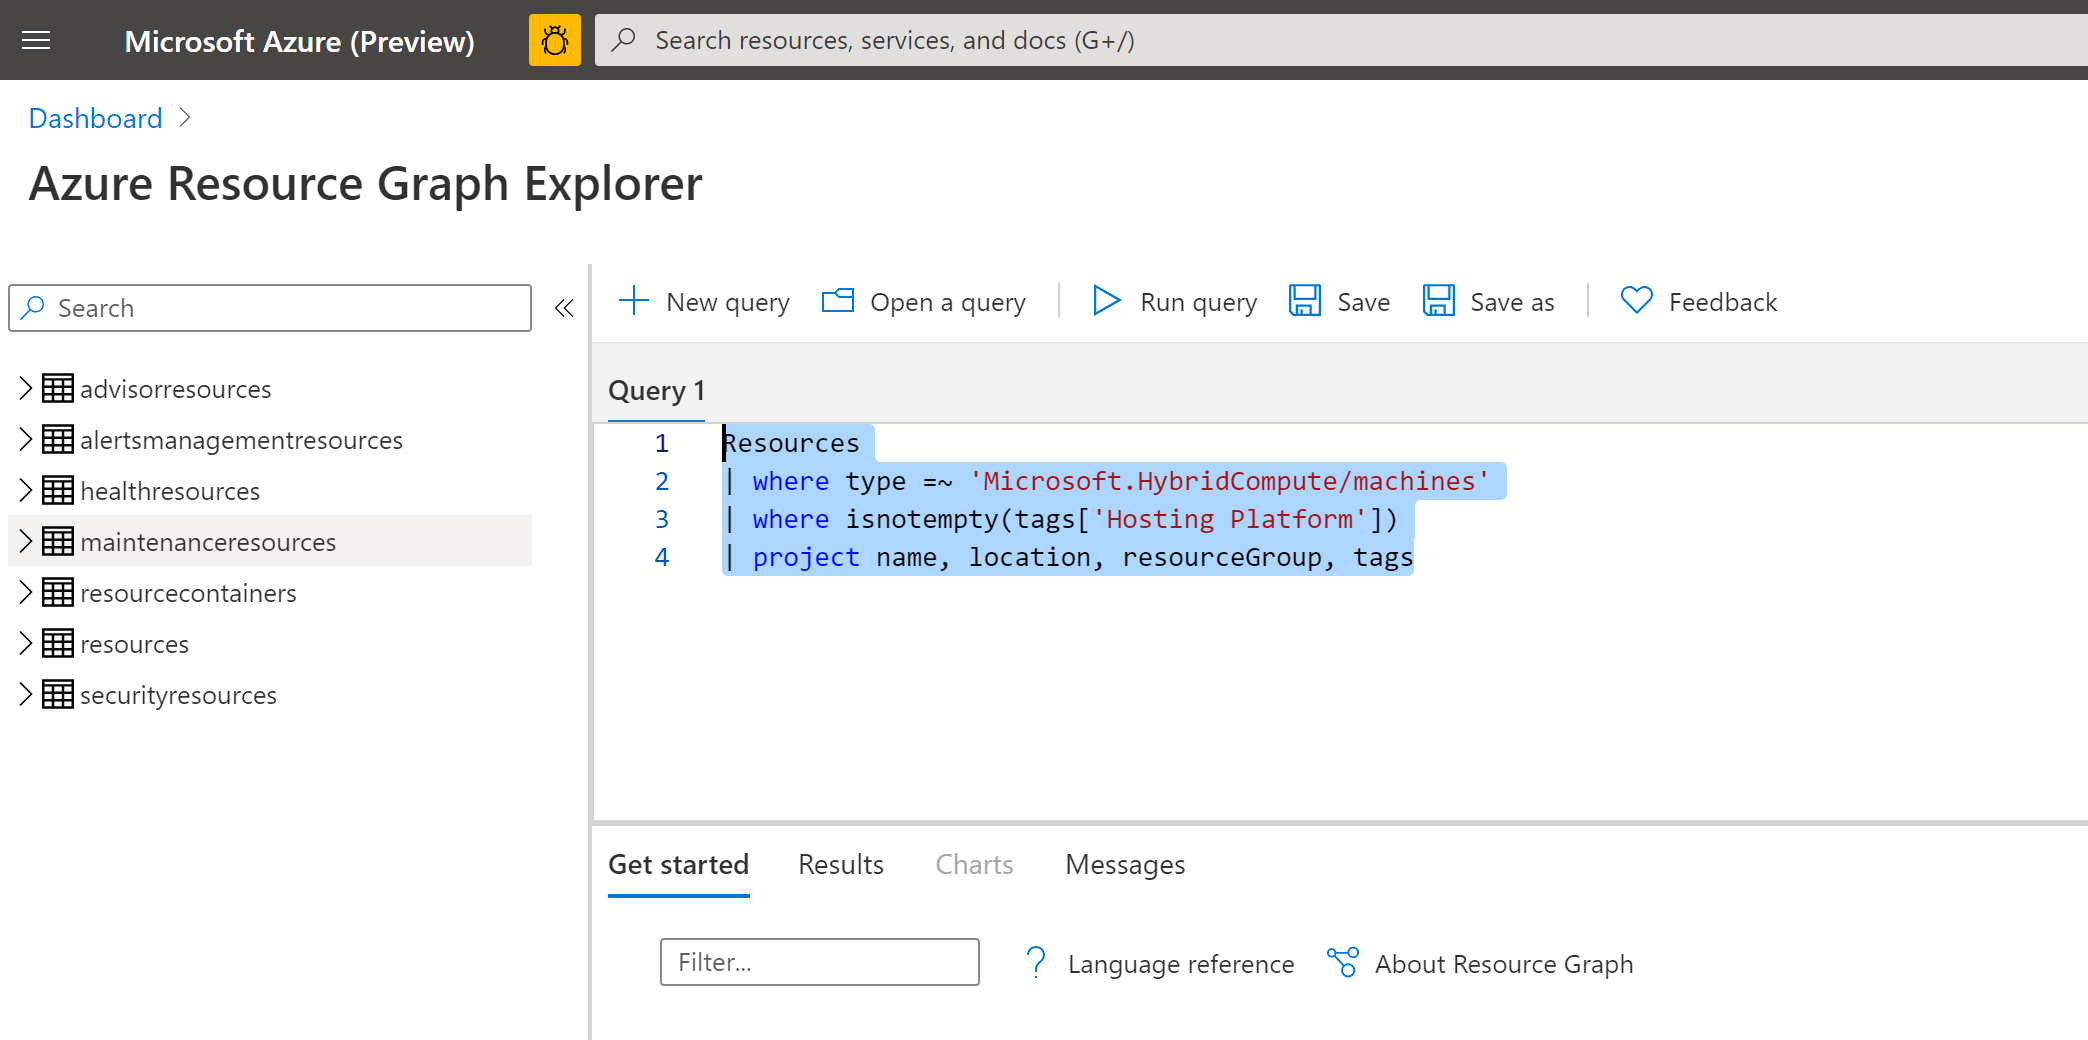 Microsoft Azure (Preview)
Search resources, services, and docs (G+/)
Dashboard
Azure Resource Graph Explorer
Search
advisorresources
alertsmanagementresources
healthresources
maintenanceresources
resourcecontainers
resources
securityresources
New query
Open a query
Run query
Save
Save as
Feedback
Query 1
1 Resources
2 | where type =~ 'Microsoft.HybridCompute/machines'
3 | where isnotempty(tags['Hosting Platform'])
4 | project name, location, resourceGroup, tags
Get started
Results
Charts
Messages
Filter...
Language reference
About Resource Graph